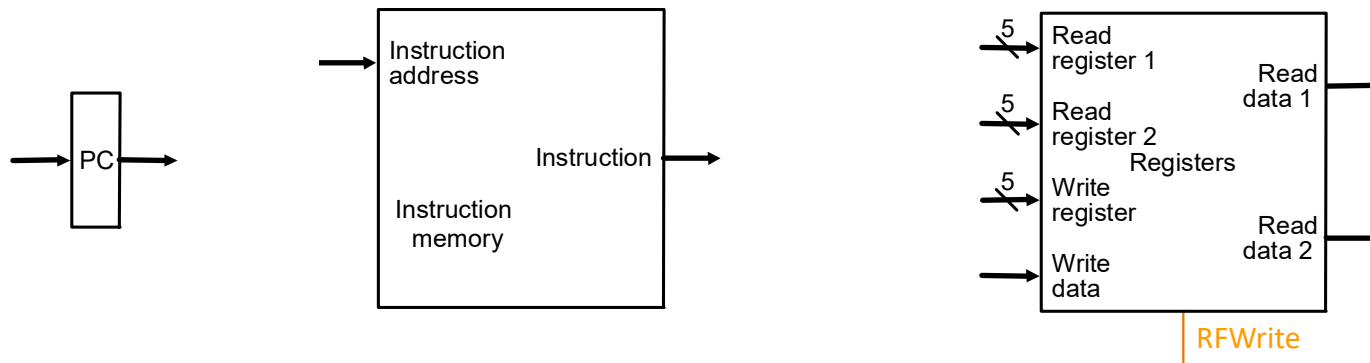 PC
Instruction
address
Instruction
Instruction
memory
5
Read
register 1
5
Read
register 2
5
Write
register
Write
data
Registers
Read
data 1
Read
data 2
RFWrite